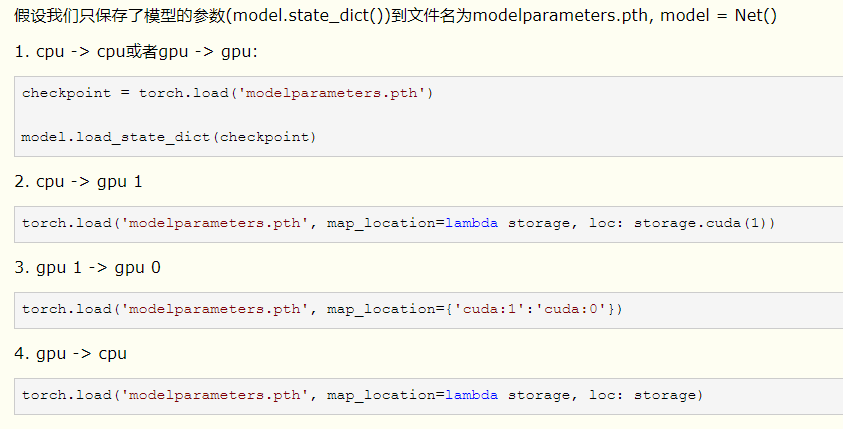 假设我们只保存了模型的参数(model.state_dict())到文件名为modelparameters.pth, model = Net()
1. cpu -> cpu或者gpu -> gpu:
checkpoint = torch.load('modelparameters.pth')
model.load_state_dict(checkpoint)
2. cpu -> gpu 1
torch.load('modelparameters.pth', map_location=lambda storage, loc: storage.cuda(1))
3. gpu 1 -> gpu 0
torch.load('modelparameters.pth', map_location={'cuda:1':'cuda:0'})
4. gpu -> cpu
torch.load('modelparameters.pth', map_location=lambda storage, loc: storage)